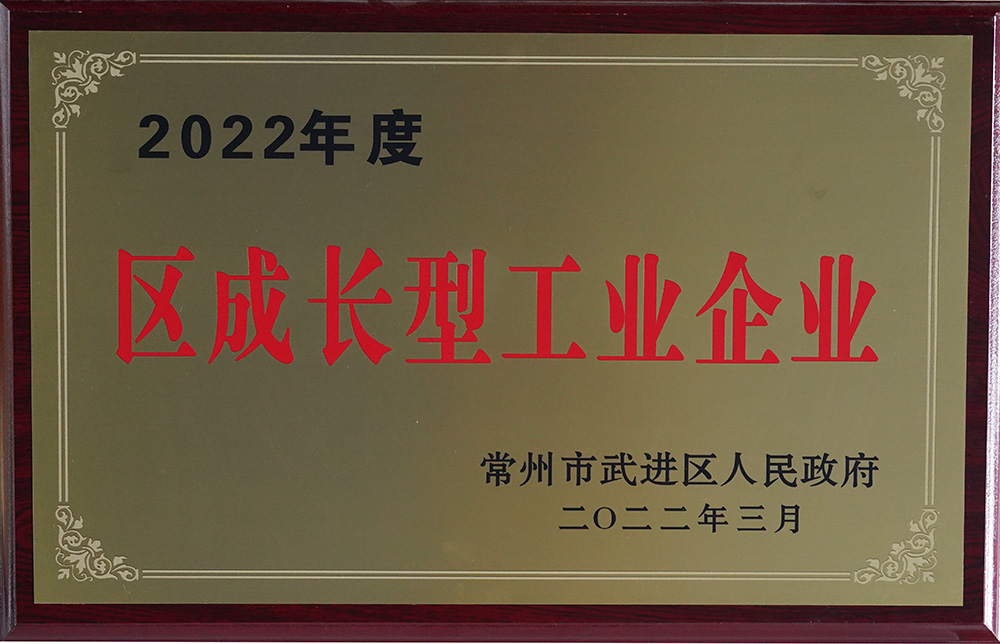 2022年度
区成长型工业企业
常州市武进区人民政府
二〇二二年三月